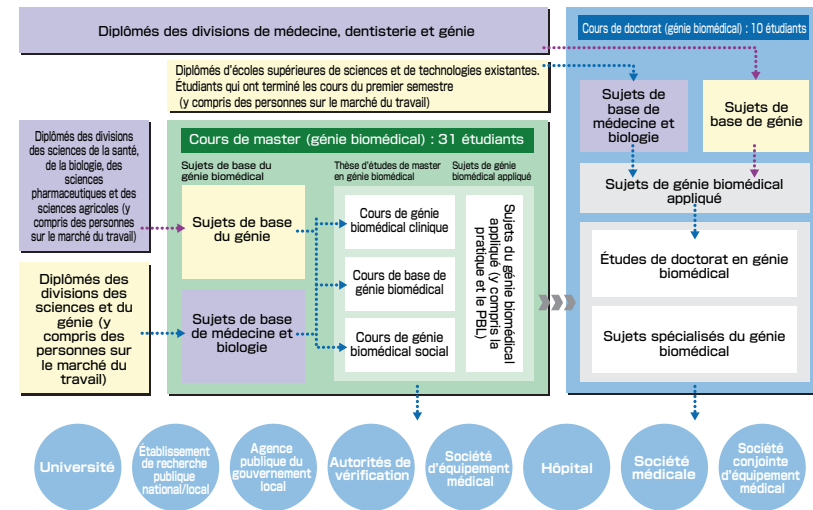 Diplômés des divisions de médecine, dentisterie et génie
Cours de doctorat (génie biomédical) : 10 étudiants
Diplômés d'écoles supérieures de sciences et de technologies existantes.
Étudiants qui ont terminé les cours du premier semestre
(y compris des personnes sur le marché du travail)
Sujets de
base de
médecine et
biologie
Sujets de
base de génie
Diplômés des divisions
des sciences de la santé,
de la biologie, des
sciences
pharmaceutiques et des
sciences agricoles (y
compris des personnes
sur le marché du travail)
Cours de master (génie biomédical) : 31 étudiants
Sujets de base du
génie biomédical
Thèse d'études de master
en génie biomédical
Sujets de génie
biomédical appliqué
Sujets de base
du génie
Cours de génie
biomédical clinique
Cours de base de
génie biomédical
Cours de génie
biomédical social
Sujets du génie biomédical
appliqué (y compris la
pratique et le PBL)
Sujets de génie biomédical
appliqué
Études de doctorat en génie
biomédical
Sujets spécialisés du génie
biomédical
Diplômés des
divisions des
sciences et du
génie (y
compris des
personnes sur
le marché du
travail)
Sujets de base
de médecine et
biologie
Université
Établissement
de recherche
publique
national/local
Agence
publique du
gouvernement
local
Autorités de
vérification
Société
d'équipement
médical
Hôpital
Société
médicale
Société
conjointe
d'équipement
médical